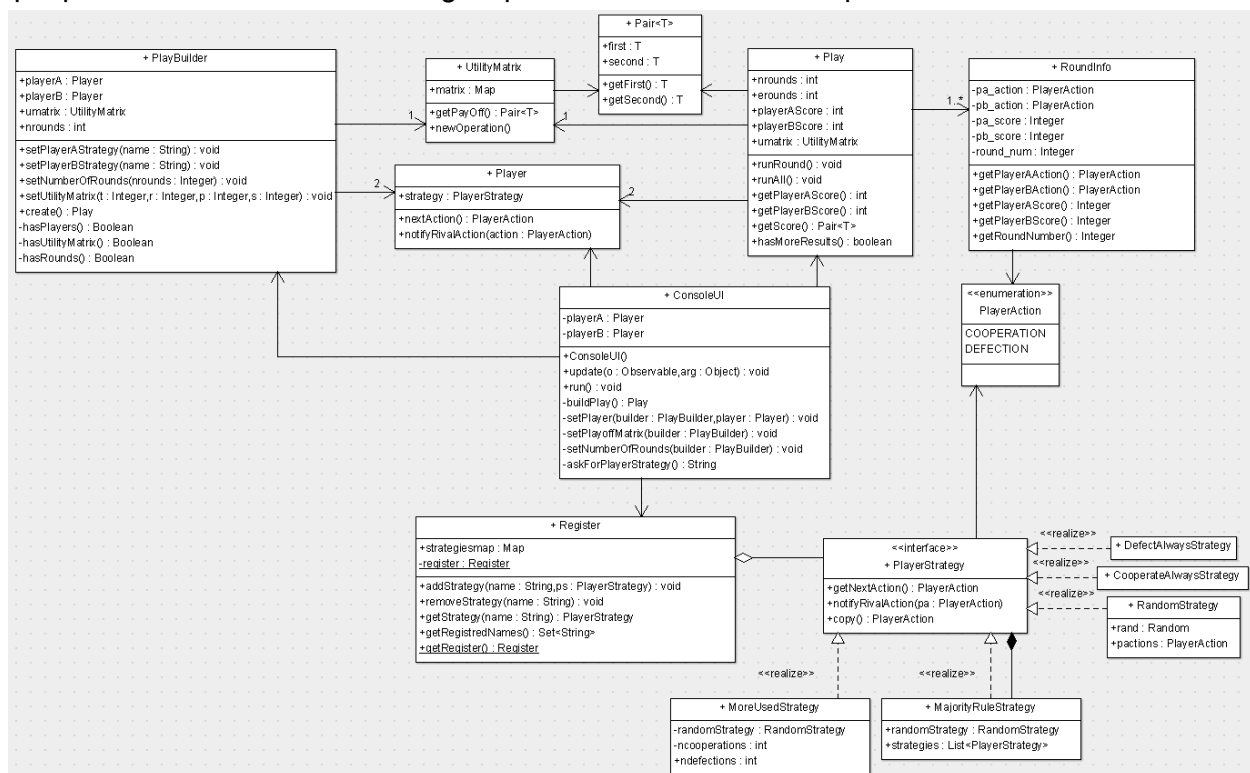 + Pair<T>
+first : T
+second : T
+getFirst() : T
+getSecond() : T
+ PlayBuilder
+playerA : Player
+playerB : Player
+umatrix : UtilityMatrix
+nrounds : int
+setPlayerAStrategy(name : String) : void
+setPlayerBStrategy(name : String) : void
+setNumberOfRounds(nrounds : Integer) : void
+setUtilityMatrix(t : Integer,r : Integer,p : Integer,s : Integer) : void
+create() : Play
-hasPlayers() : Boolean
-hasUtilityMatrix() : Boolean
-hasRounds() : Boolean
+ UtilityMatrix
+matrix : Map
+getPayOff() : Pair<T>
+newOperation()
1
1
+ Play
+nrounds : int
+erounds : int
+playerAScore : int
+playerBScore : int
+umatrix : UtilityMatrix
+runRound() : void
+runAll() : void
+getPlayerAScore() : int
+getPlayerBScore() : int
+getScore() : Pair<T>
+hasMoreResults() : boolean
1..*
+ RoundInfo
-pa_action : PlayerAction
-pb_action : PlayerAction
-pa_score : Integer
-pb_score : Integer
-round_num : Integer
+getPlayerAAction() : PlayerAction
+getPlayerBAction() : PlayerAction
+getPlayerAScore() : Integer
+getPlayerBScore() : Integer
+getRoundNumber() : Integer
+ Player
+strategy : PlayerStrategy
+nextAction() : PlayerAction
+notifyRivalAction(action : PlayerAction)
2
2
+ ConsoleUI
-playerA : Player
-playerB : Player
+ConsoleUI()
+update(o : Observable,arg : Object) : void
+run() : void
-buildPlay() : Play
-setPlayer(builder : PlayBuilder,player : Player) : void
-setPlayoffMatrix(builder : PlayBuilder) : void
-setNumberOfRounds(builder : PlayBuilder) : void
-askForPlayerStrategy() : String
<<enumeration>>
PlayerAction
COOPERATION
DEFECTION
+ Register
+strategiesmap : Map
-register : Register
+addStrategy(name : String,ps : PlayerStrategy) : void
+removeStrategy(name : String) : void
+getStrategy(name : String) : PlayerStrategy
+getRegistredNames() : Set<String>
+getRegister() : Register
<<interface>>
+ PlayerStrategy
+getNextAction() : PlayerAction
+notifyRivalAction(pa : PlayerAction)
+copy() : PlayerAction
<<realize>>
+ DefectAlwaysStrategy
<<realize>>
+ CooperateAlwaysStrategy
<<realize>>
+ RandomStrategy
+rand : Random
+pactions : PlayerAction
<<realize>>
<<realize>>
+ MoreUsedStrategy
-randomStrategy : RandomStrategy
-ncooperations : int
+ndefections : int
+ MajorityRuleStrategy
+randomStrategy : RandomStrategy
+strategies : List<PlayerStrategy>